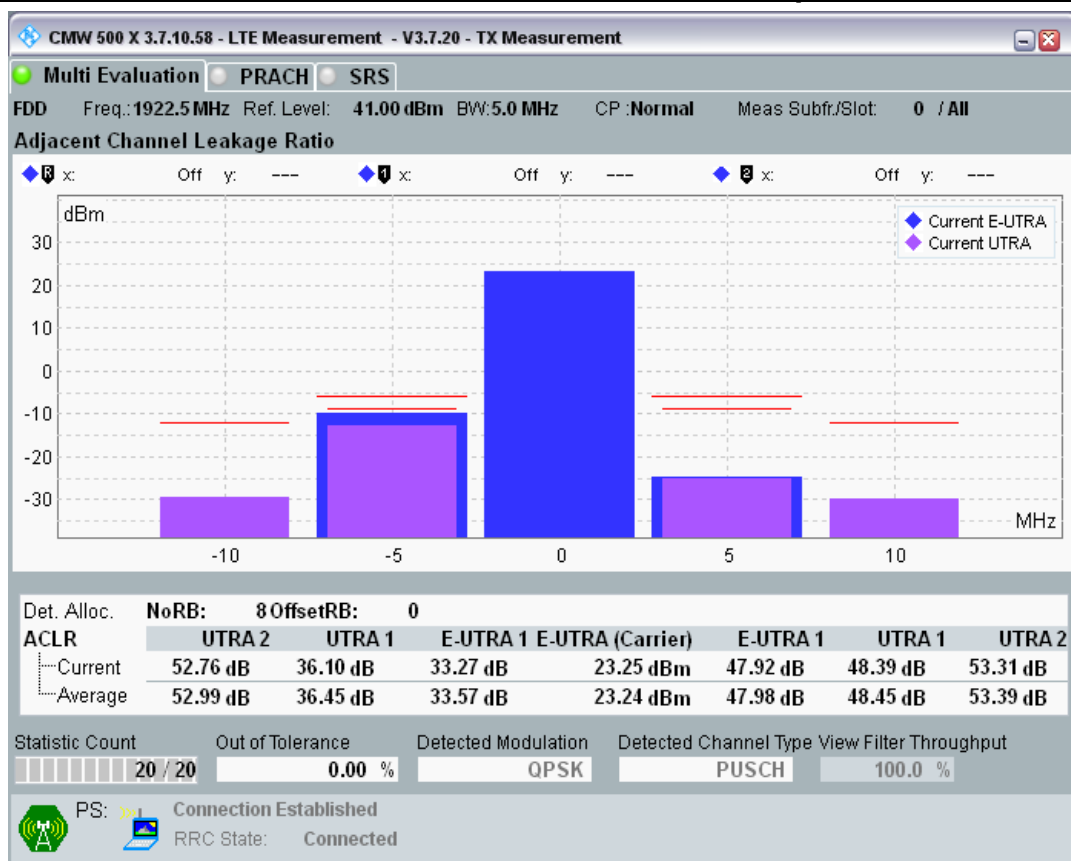 CMW 500 X 3.7.10.58 - LTE Measurement - V3.7.20 - TX Measurement
Multi Evaluation PRACH SRS
FDD Freq.: 1922.5 MHz Ref. Level: 41.00 dBm BW: 5.0 MHz CP : Normal Meas Subfr./Slot: 0 / All
Adjacent Channel Leakage Ratio
R x: Off y: --- 1 x: Off y: --- 2 x: Off y: ---
dBm
Current E-UTRA
Current UTRA
30
20
10
0
-10
-20
-30
MHz
-10 -5 0 5 10
Det. Alloc. NoRB: 8 OffsetRB: 0
ACLR UTRA 2 UTRA 1 E-UTRA 1 E-UTRA (Carrier) E-UTRA 1 UTRA 1 UTRA 2
Current 52.76 dB 36.10 dB 33.27 dB 23.25 dBm 47.92 dB 48.39 dB 53.31 dB
Average 52.99 dB 36.45 dB 33.57 dB 23.24 dBm 47.98 dB 48.45 dB 53.39 dB
Statistic Count Out of Tolerance Detected Modulation Detected Channel Type View Filter Throughput
20 / 20 0.00 % QPSK PUSCH 100.0 %
PS: Connection Established
RRC State: Connected